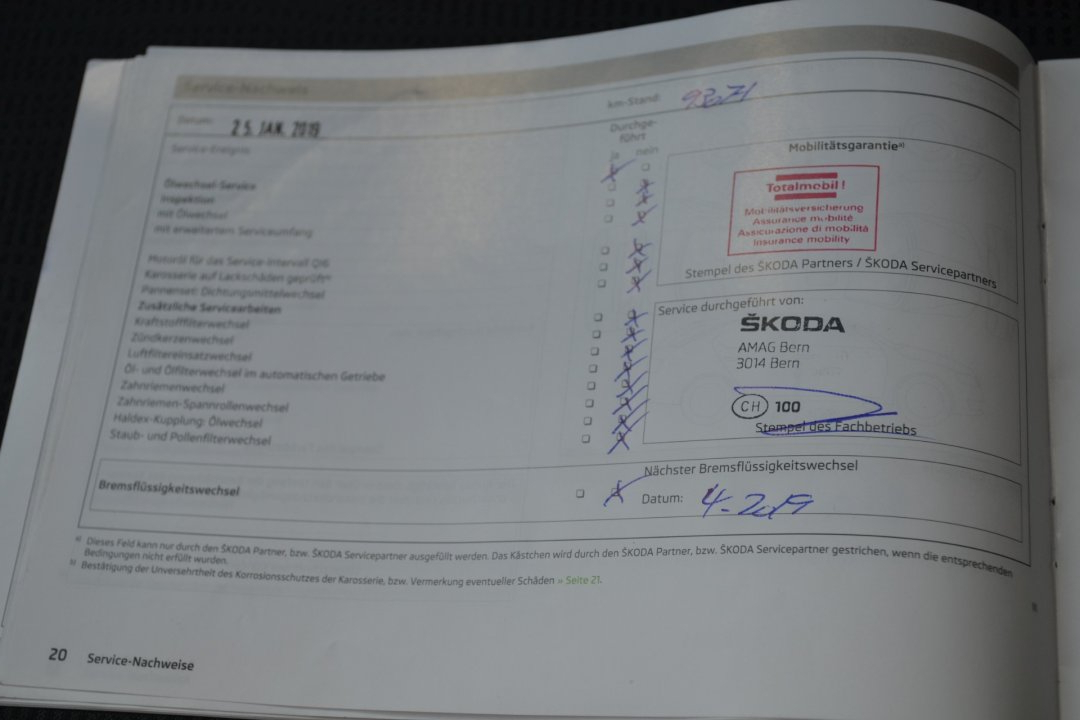 Service-Nachweis
Datum: 25. JAN. 2019
km-Stand: 93071
Service-Ereignis
Durchge-
führt
ja nein
Ölwechsel-Service
Inspektion
mit Ölwechsel
mit erweitertem Serviceumfang
Motoröl für das Service-Intervall QI6
Karosserie auf Lackschäden geprüft b)
Pannenset: Dichtungsmittelwechsel
Zusätzliche Servicearbeiten
Kraftstofffilterwechsel
Zündkerzenwechsel
Luftfiltereinsatzwechsel
Öl- und Ölfilterwechsel im automatischen Getriebe
Zahnriemenwechsel
Zahnriemen-Spannrollenwechsel
Haldex-Kupplung: Ölwechsel
Staub- und Pollenfilterwechsel
Mobilitätsgarantie a)
Totalmobil !
Mobilitätsversicherung
Assurance mobilité
Assicurazione di mobilità
Insurance mobility
Stempel des ŠKODA Partners / ŠKODA Servicepartners
Service durchgeführt von:
ŠKODA
AMAG Bern
3014 Bern
CH 100
Stempel des Fachbetriebs
Bremsflüssigkeitswechsel
Nächster Bremsflüssigkeitswechsel
Datum: 4-2019
a) Dieses Feld kann nur durch den ŠKODA Partner, bzw. ŠKODA Servicepartner ausgefüllt werden. Das Kästchen wird durch den ŠKODA Partner, bzw. ŠKODA Servicepartner gestrichen, wenn die entsprechenden
Bedingungen nicht erfüllt wurden.
b) Bestätigung der Unversehrtheit des Korrosionsschutzes der Karosserie, bzw. Vermerkung eventueller Schäden » Seite 21.
20 Service-Nachweise